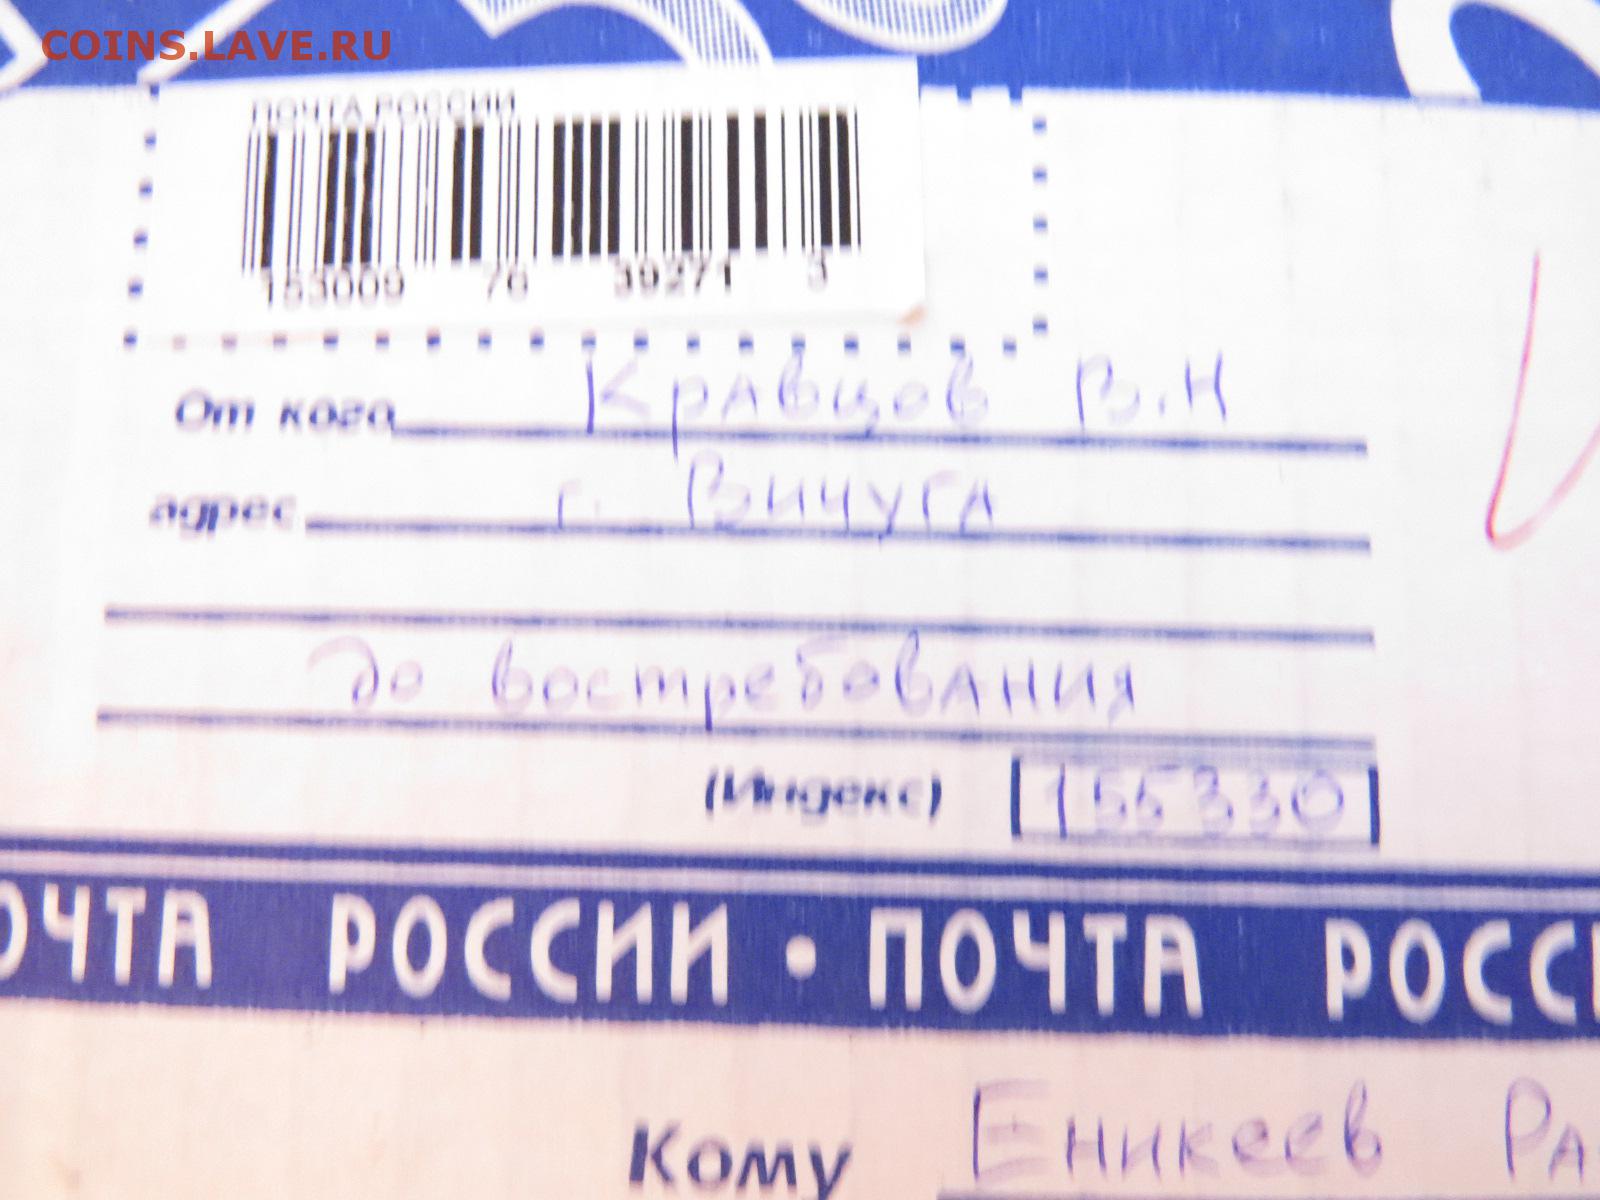 COINS.LAVE.RU
ПОЧТА РОССИИ
153009 76 39271 3
От кого Кравцов В.Н
адрес г. Вичуга
до востребования
(Индекс) 155330
ОЧТА РОССИИ • ПОЧТА РОСС
Кому Еникеев Ра